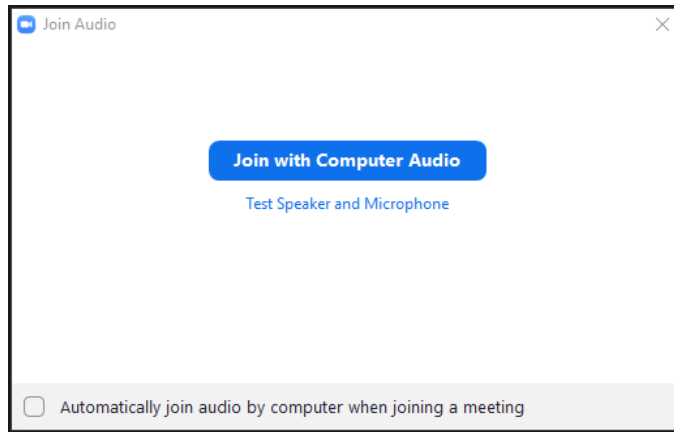 Join Audio
Join with Computer Audio
Test Speaker and Microphone
Automatically join audio by computer when joining a meeting